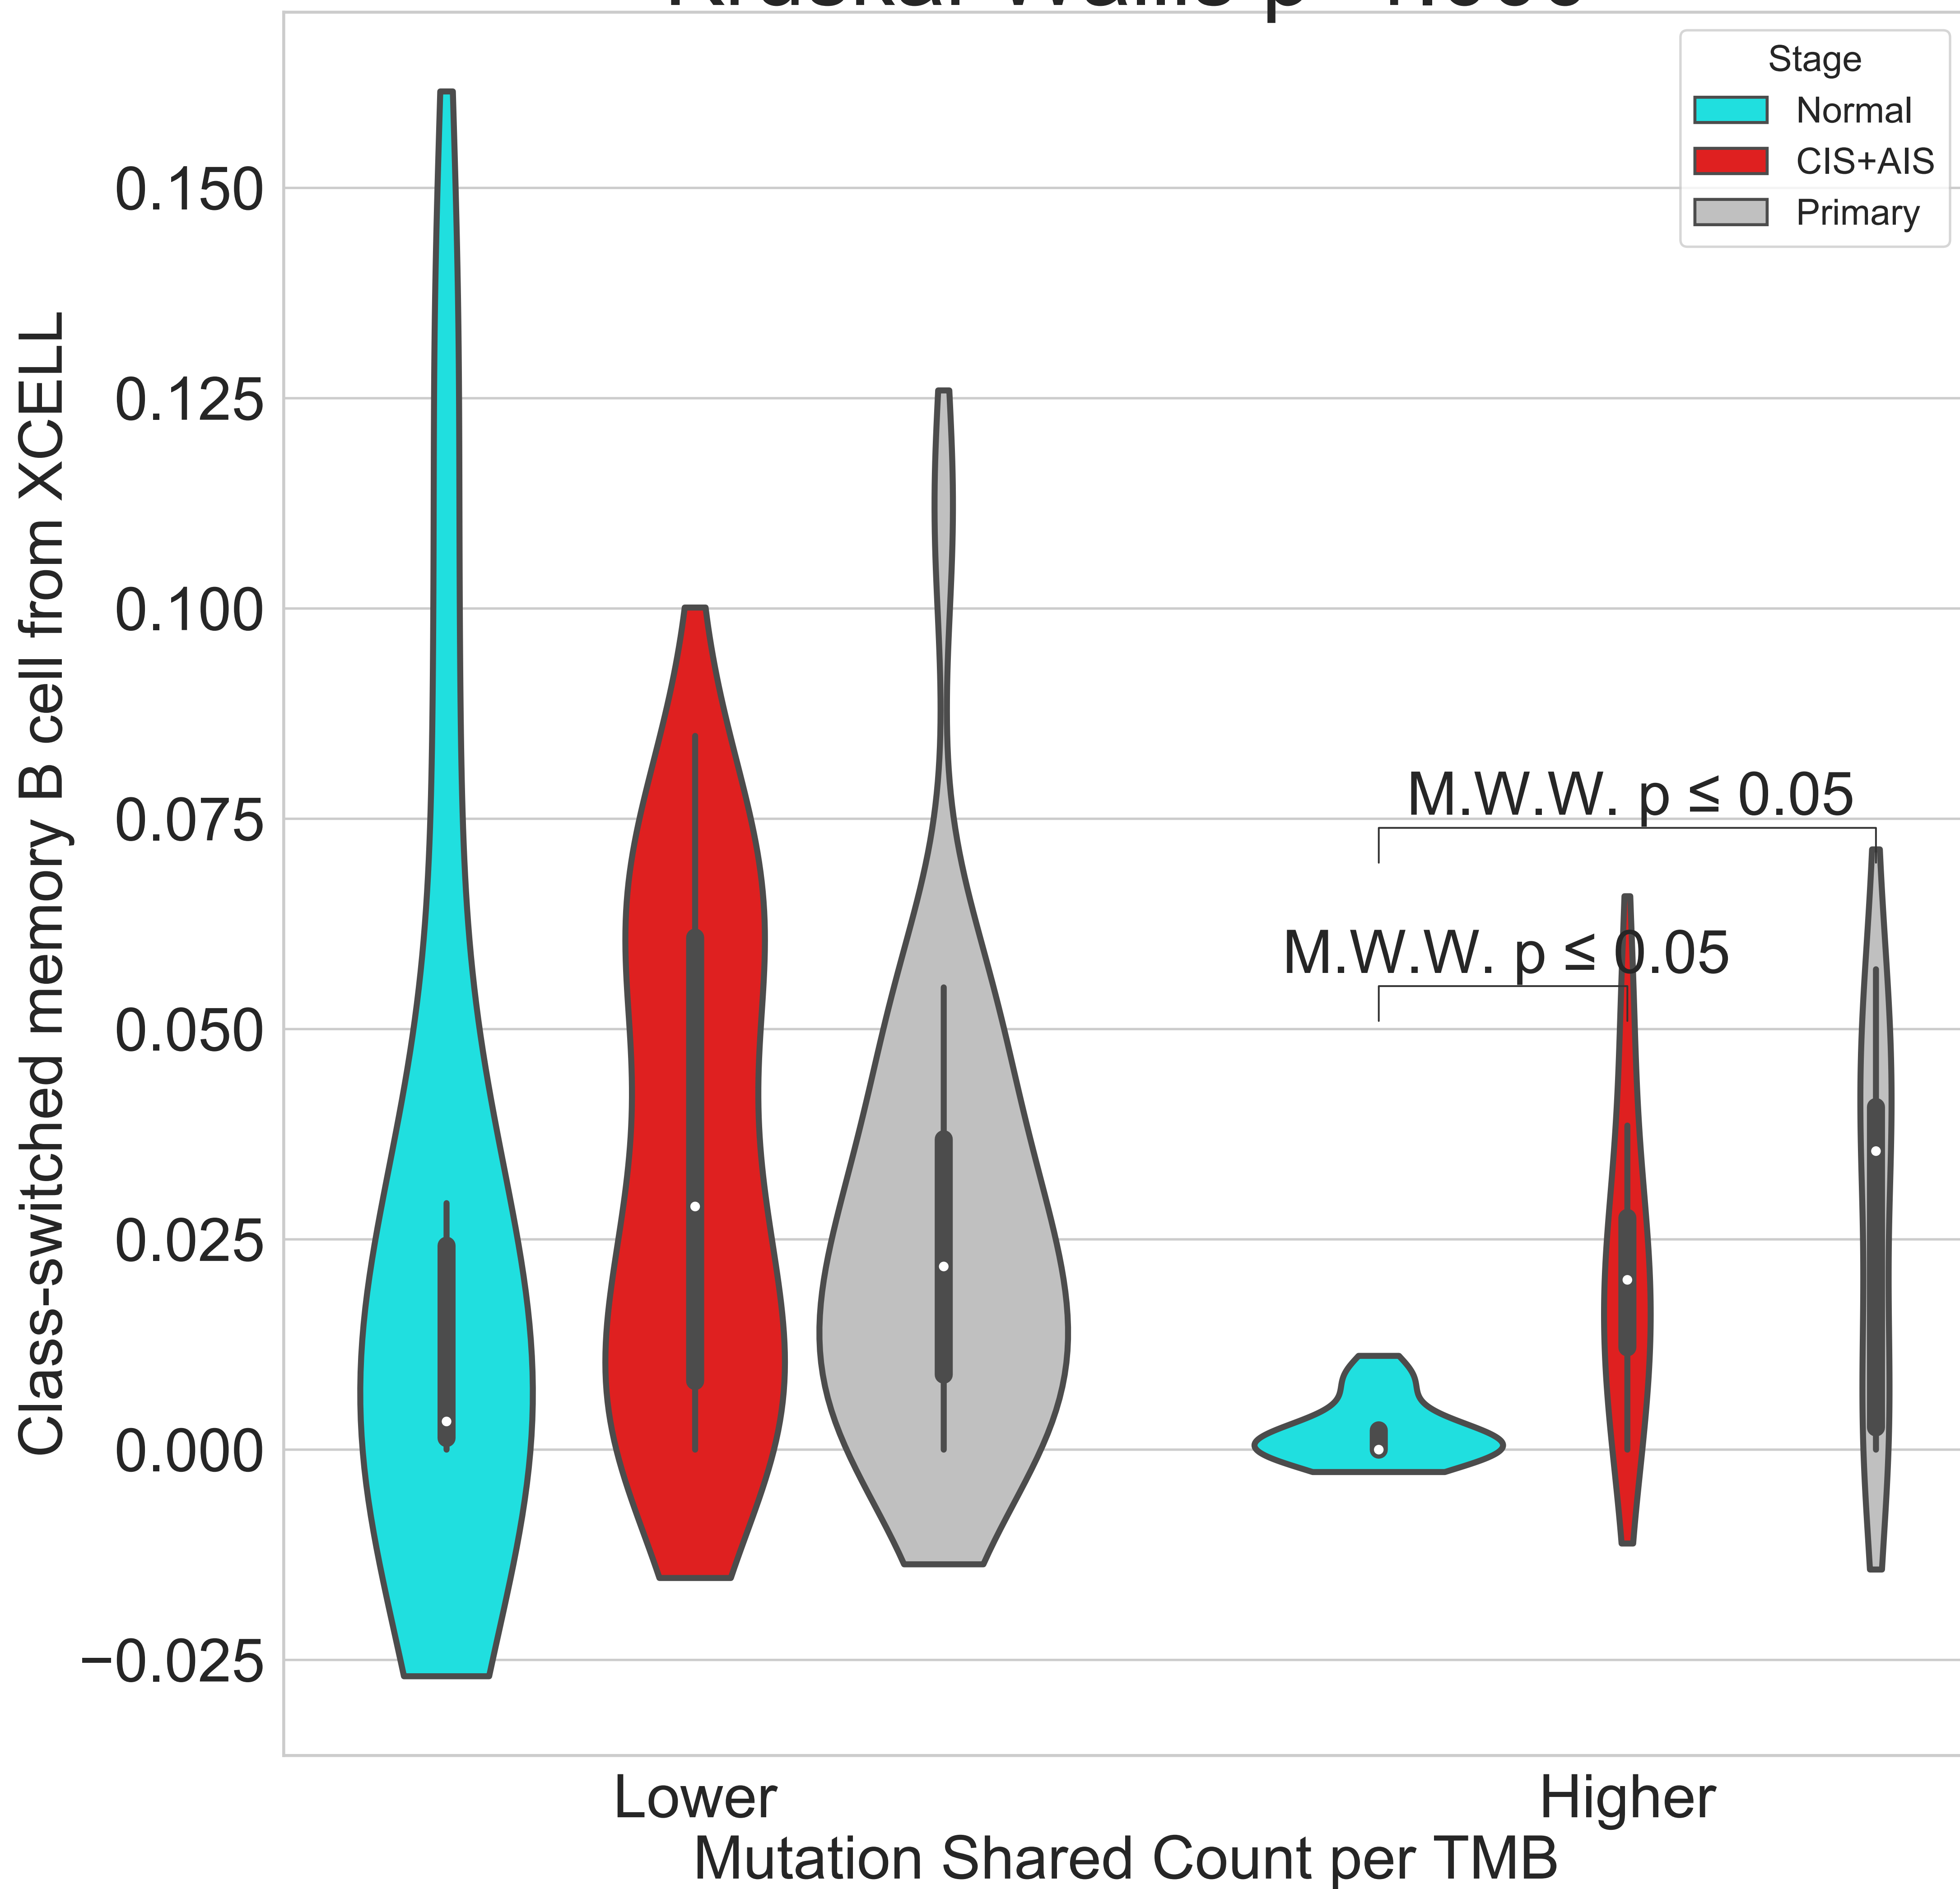 Stage
Normal
CIS+AIS
Primary
0.150
0.125
0.100
0.075
0.050
0.025
0.000
−0.025
Class-switched memory B cell from XCELL
M.W.W. p ≤ 0.05
M.W.W. p ≤ 0.05
Lower
Higher
Mutation Shared Count per TMB